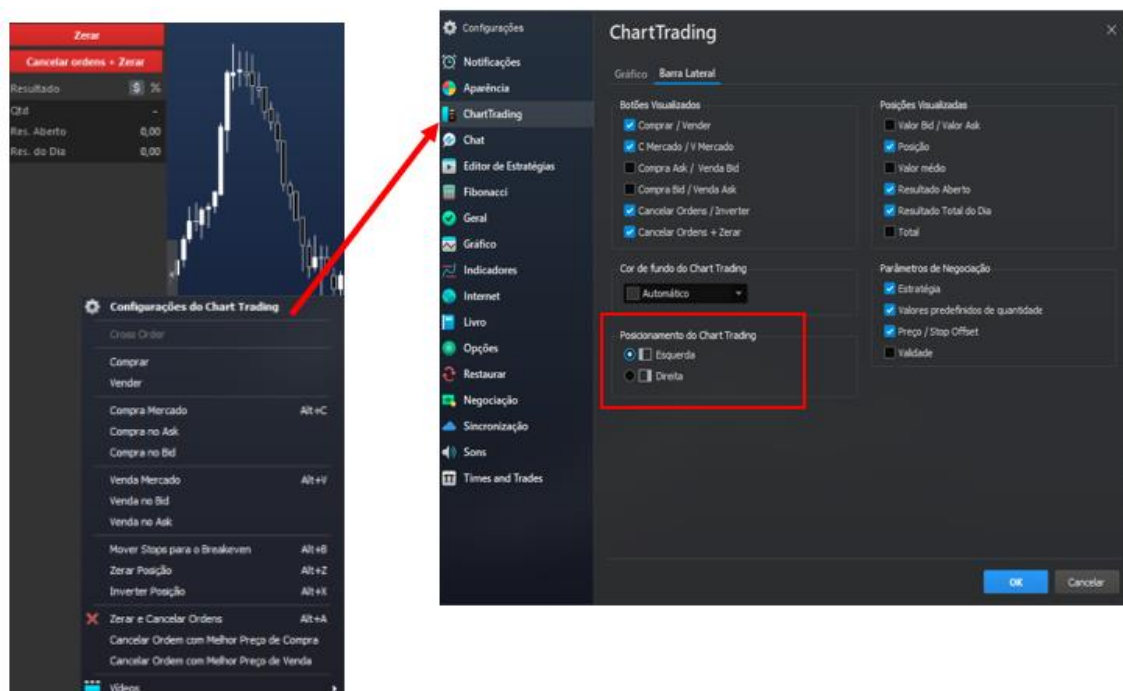 Zerar
Cancelar ordens + Zerar
Resultado $ %
Qtd -
Res. Aberto 0,00
Res. do Dia 0,00
Configurações do Chart Trading
Cross Order
Comprar
Vender
Compra Mercado Alt+C
Compra no Ask
Compra no Bid
Venda Mercado Alt+V
Venda no Bid
Venda no Ask
Mover Stops para o Breakeven Alt+B
Zerar Posição Alt+Z
Inverter Posição Alt+X
Zerar e Cancelar Ordens Alt+A
Cancelar Ordem com Melhor Preço de Compra
Cancelar Ordem com Melhor Preço de Venda
Vídeos
Configurações
Notificações
Aparência
ChartTrading
Chat
Editor de Estratégias
Fibonacci
Geral
Gráfico
Indicadores
Internet
Livro
Opções
Restaurar
Negociação
Sincronização
Sons
Times and Trades
ChartTrading
Gráfico Barra Lateral
Botões Visualizados
Comprar / Vender
C Mercado / V Mercado
Compra Ask / Venda Bid
Compra Bid / Venda Ask
Cancelar Ordens / Inverter
Cancelar Ordens + Zerar
Cor de fundo do Chart Trading
Automático
Posicionamento do Chart Trading
Esquerda
Direita
Posições Visualizadas
Valor Bid / Valor Ask
Posição
Valor médio
Resultado Aberto
Resultado Total do Dia
Total
Parâmetros de Negociação
Estratégia
Valores predefinidos de quantidade
Preço / Stop Offset
Validade
OK Cancelar